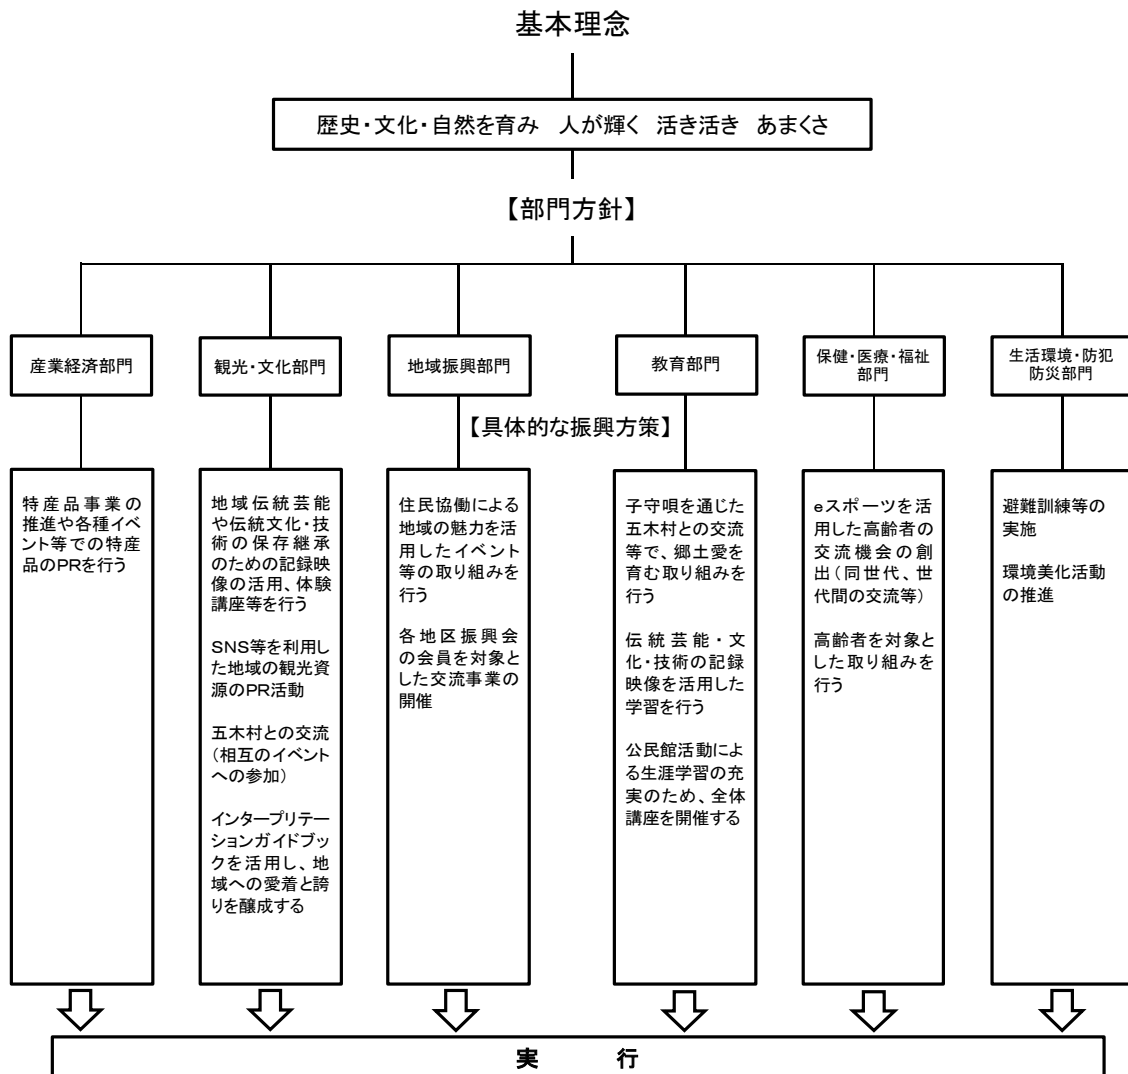 基本理念
歴史・文化・自然を育み 人が輝く 活き活き あまくさ
【部門方針】
産業経済部門
観光・文化部門
地域振興部門
教育部門
保健・医療・福祉
部門
生活環境・防犯
防災部門
【具体的な振興方策】
特産品事業の
推進や各種イベ
ント等での特産
品のPRを行う
地域伝統芸能
や伝統文化・技
術の保存継承
のための記録映
像の活用、体験
講座等を行う
SNS等を利用し
た地域の観光資
源のPR活動
五木村との交流
(相互のイベント
への参加)
インタープリテー
ションガイドブッ
クを活用し、地
域への愛着と誇
りを醸成する
住民協働による
地域の魅力を活
用したイベント
等の取り組みを
行う
各地区振興会
の会員を対象と
した交流事業の
開催
子守唄を通じた
五木村との交流
等で、郷土愛を
育む取り組みを
行う
伝統芸能・文
化・技術の記録
映像を活用した
学習を行う
公民館活動によ
る生涯学習の充
実のため、全体
講座を開催する
eスポーツを活
用した高齢者の
交流機会の創
出(同世代、世
代間の交流等)
高齢者を対象と
した取り組みを
行う
避難訓練等の
実施
環境美化活動
の推進
実 行